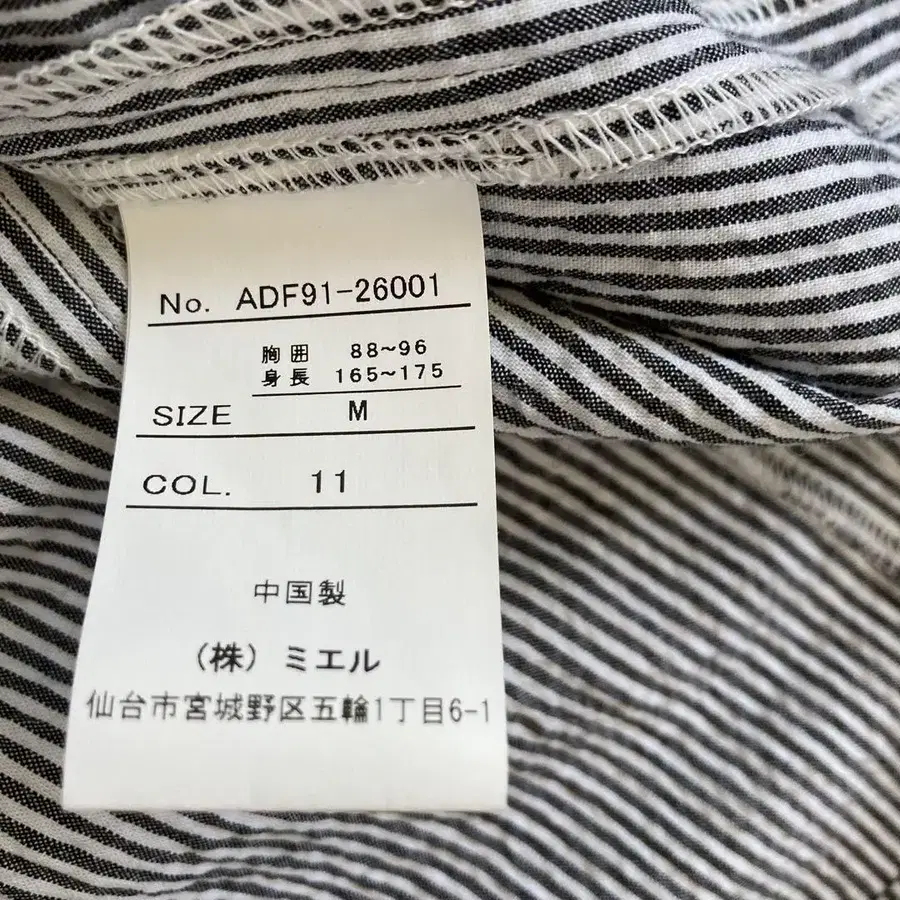 No. ADF91-26001
胸囲 88~96
身長 165~175
SIZE M
COL. 11
中国製
(株)ミエル
仙台市宮城野区五輪1丁目6-1